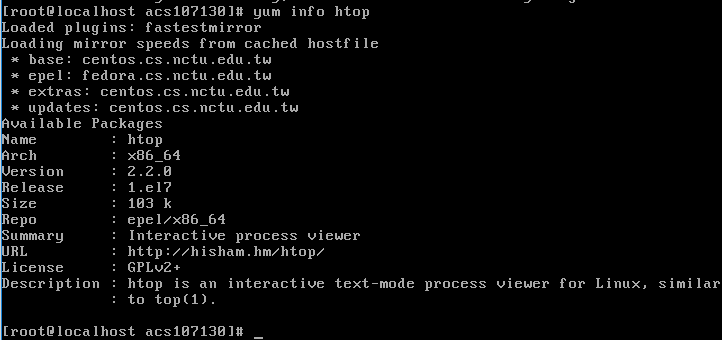 [root@localhost acs107130]# yum info htop
Loaded plugins: fastestmirror
Loading mirror speeds from cached hostfile
 * base: centos.cs.nctu.edu.tw
 * epel: fedora.cs.nctu.edu.tw
 * extras: centos.cs.nctu.edu.tw
 * updates: centos.cs.nctu.edu.tw
Available Packages
Name        : htop
Arch        : x86_64
Version     : 2.2.0
Release     : 1.el7
Size        : 103 k
Repo        : epel/x86_64
Summary     : Interactive process viewer
URL         : http://hisham.hm/htop/
License     : GPLv2+
Description : htop is an interactive text-mode process viewer for Linux, similar
            : to top(1).
[root@localhost acs107130]# _